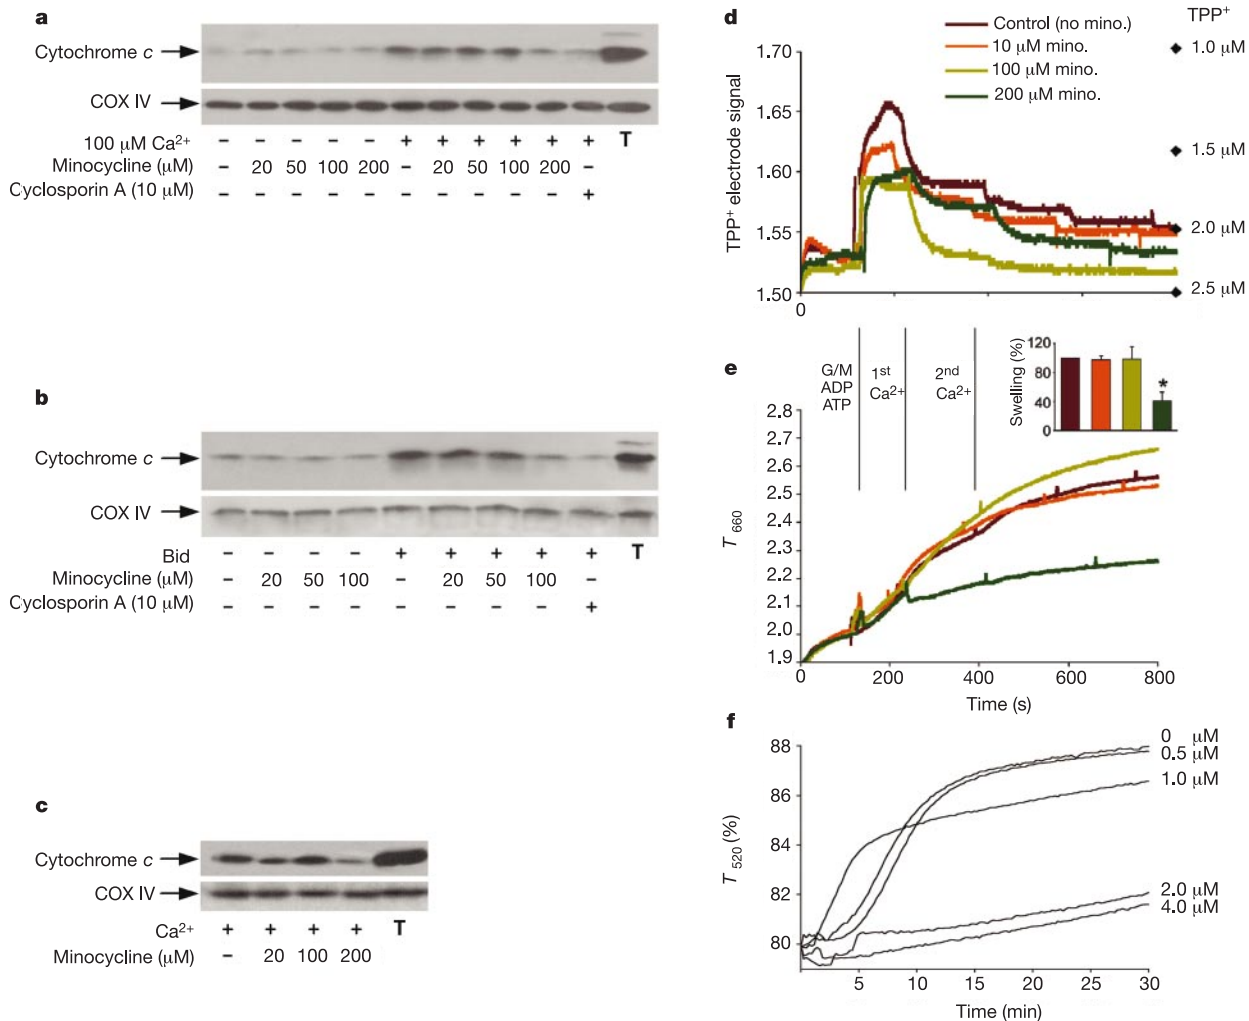 a
Cytochrome c
COX IV
100 µM Ca²⁺ – – – – – + + + + + + T
Minocycline (µM) – 20 50 100 200 – 20 50 100 200 –
Cyclosporin A (10 µM) – – – – – – – – – – +
b
Cytochrome c
COX IV
Bid – – – – + + + + + T
Minocycline (µM) – 20 50 100 – 20 50 100 –
Cyclosporin A (10 µM) – – – – – – – – +
c
Cytochrome c
COX IV
Ca²⁺ + + + + T
Minocycline (µM) – 20 100 200
d
Control (no mino.)
10 µM mino.
100 µM mino.
200 µM mino.
TPP⁺
1.0 µM
1.5 µM
2.0 µM
2.5 µM
TPP⁺ electrode signal
1.70
1.65
1.60
1.55
1.50
0
e
G/M
ADP
ATP
1st
Ca²⁺
2nd
Ca²⁺
Swelling (%)
120
80
40
0
*
T660
2.8
2.7
2.6
2.5
2.4
2.3
2.2
2.1
2.0
1.9
0 200 400 600 800
Time (s)
f
T520 (%)
88
86
84
82
80
0 µM
0.5 µM
1.0 µM
2.0 µM
4.0 µM
5 10 15 20 25 30
Time (min)